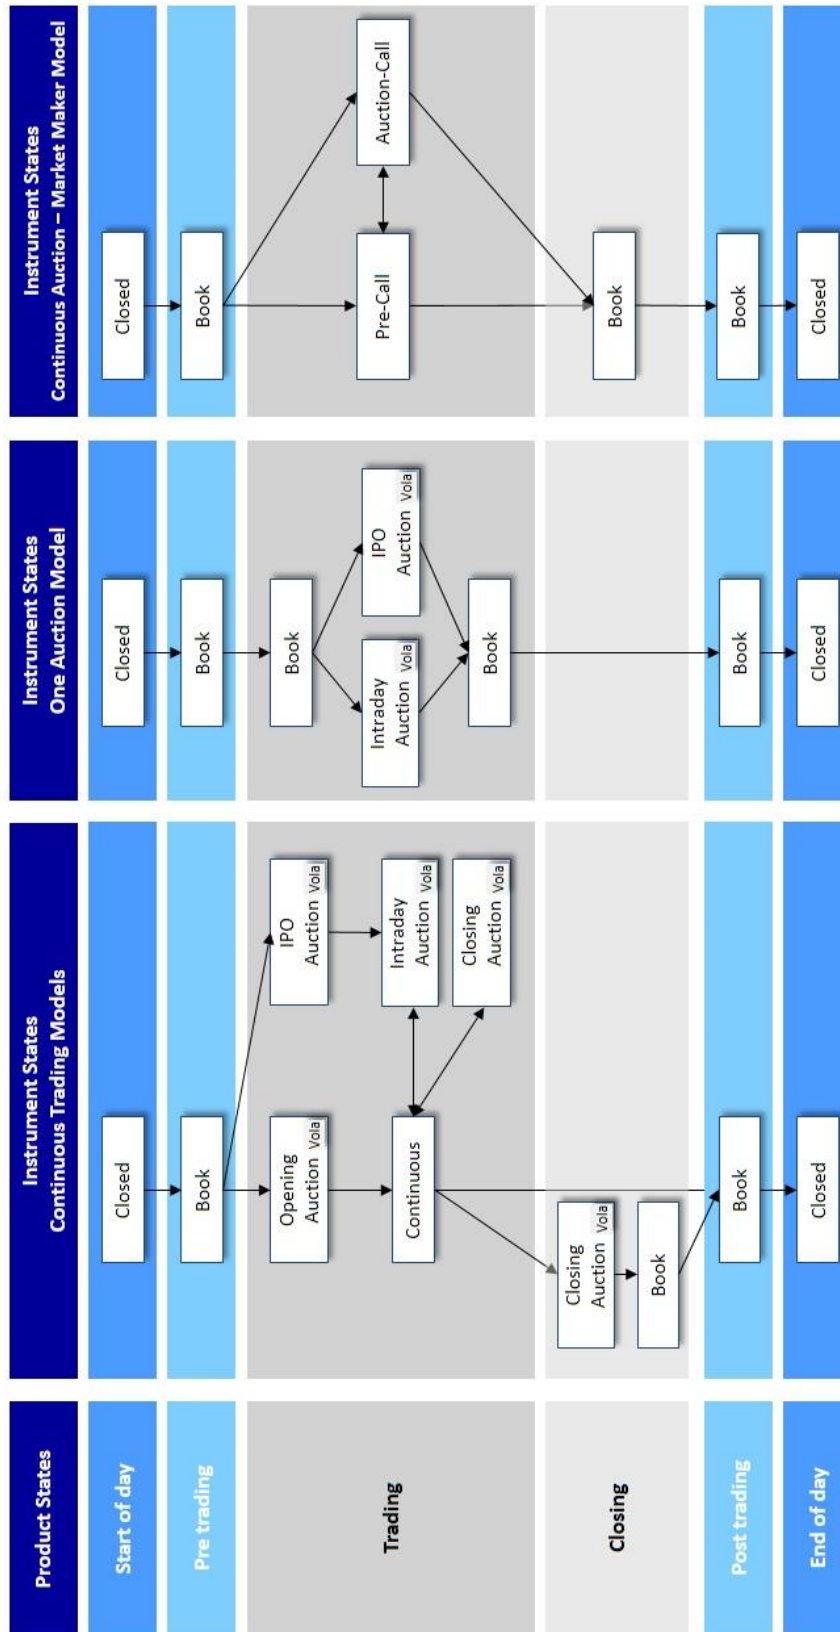 Product States
Start of day
Pre trading
Trading
Closing
Post trading
End of day
Instrument States
Continuous Trading Models
Closed
Book
Opening
Auction
Vola
IPO
Auction
Vola
Continuous
Intraday
Auction
Vola
Closing
Auction
Vola
Closing
Auction
Vola
Book
Book
Closed
Instrument States
One Auction Model
Closed
Book
Book
Intraday
Auction
Vola
IPO
Auction
Vola
Book
Book
Closed
Instrument States
Continuous Auction – Market Maker Model
Closed
Book
Pre-Call
Auction-Call
Book
Book
Closed